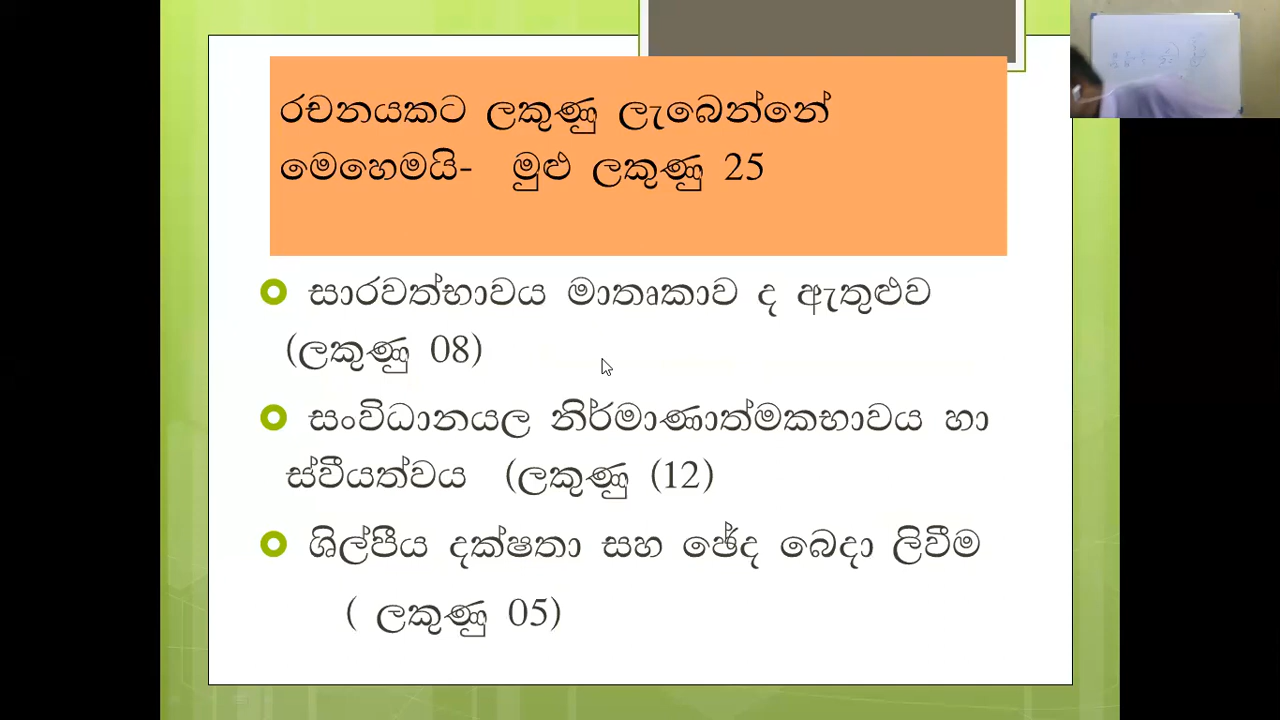 රචනයකට ලකුණු ලැබෙන්නේ
මෙහෙමයි- මුළු ලකුණු 25
සාරවත්භාවය මාතෘකාව ද ඇතුළුව
(ලකුණු 08)
සංවිධානයල නිර්මාණාත්මකභාවය හා
ස්වීයත්වය (ලකුණු (12)
ශිල්පීය දක්ෂතා සහ ඡේද බෙදා ලිවීම
( ලකුණු 05)